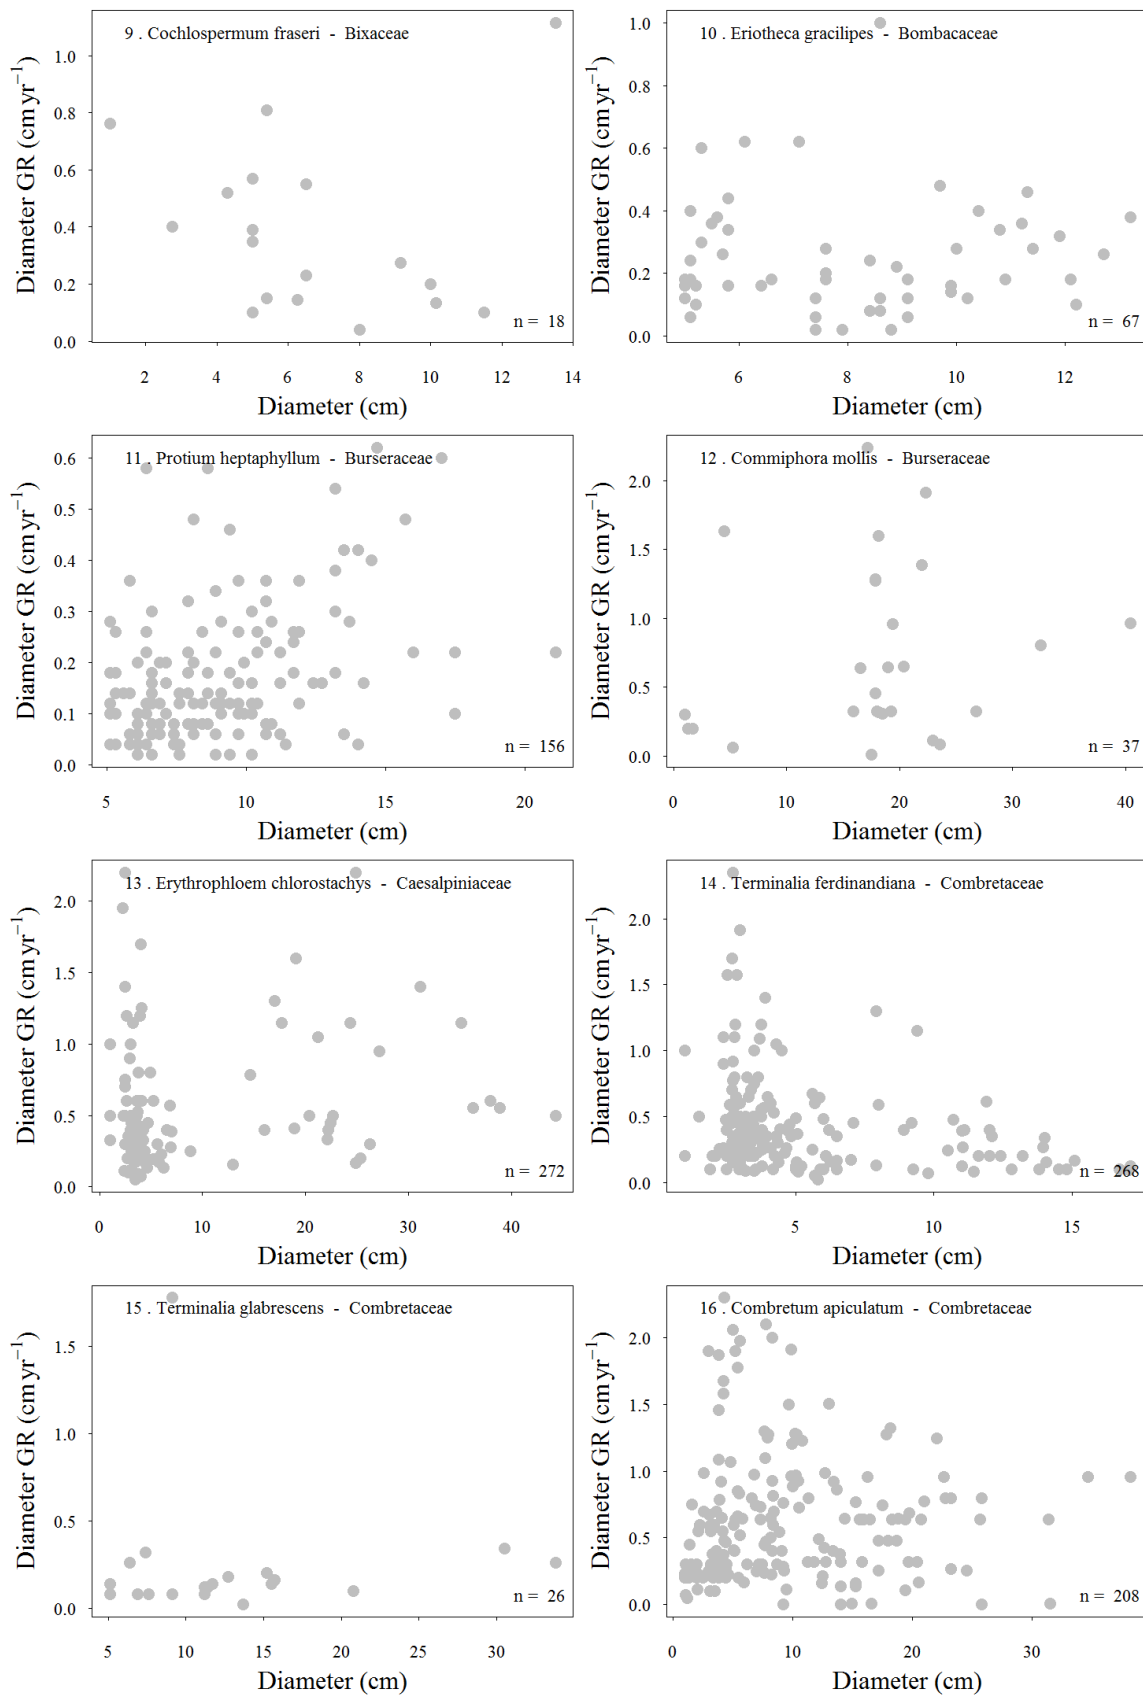 9 . Cochlospermum fraseri - Bixaceae
Diameter GR (cm yr⁻¹)
1.0
0.8
0.6
0.4
0.2
0.0
n = 18
2 4 6 8 10 12 14
Diameter (cm)
10 . Eriotheca gracilipes - Bombacaceae
Diameter GR (cm yr⁻¹)
1.0
0.8
0.6
0.4
0.2
0.0
n = 67
6 8 10 12
Diameter (cm)
11 . Protium heptaphyllum - Burseraceae
Diameter GR (cm yr⁻¹)
0.6
0.5
0.4
0.3
0.2
0.1
0.0
n = 156
5 10 15 20
Diameter (cm)
12 . Commiphora mollis - Burseraceae
Diameter GR (cm yr⁻¹)
2.0
1.5
1.0
0.5
0.0
n = 37
0 10 20 30 40
Diameter (cm)
13 . Erythrophloem chlorostachys - Caesalpiniaceae
Diameter GR (cm yr⁻¹)
2.0
1.5
1.0
0.5
0.0
n = 272
0 10 20 30 40
Diameter (cm)
14 . Terminalia ferdinandiana - Combretaceae
Diameter GR (cm yr⁻¹)
2.0
1.5
1.0
0.5
0.0
n = 268
5 10 15
Diameter (cm)
15 . Terminalia glabrescens - Combretaceae
Diameter GR (cm yr⁻¹)
1.5
1.0
0.5
0.0
n = 26
5 10 15 20 25 30
Diameter (cm)
16 . Combretum apiculatum - Combretaceae
Diameter GR (cm yr⁻¹)
2.0
1.5
1.0
0.5
0.0
n = 208
0 10 20 30
Diameter (cm)